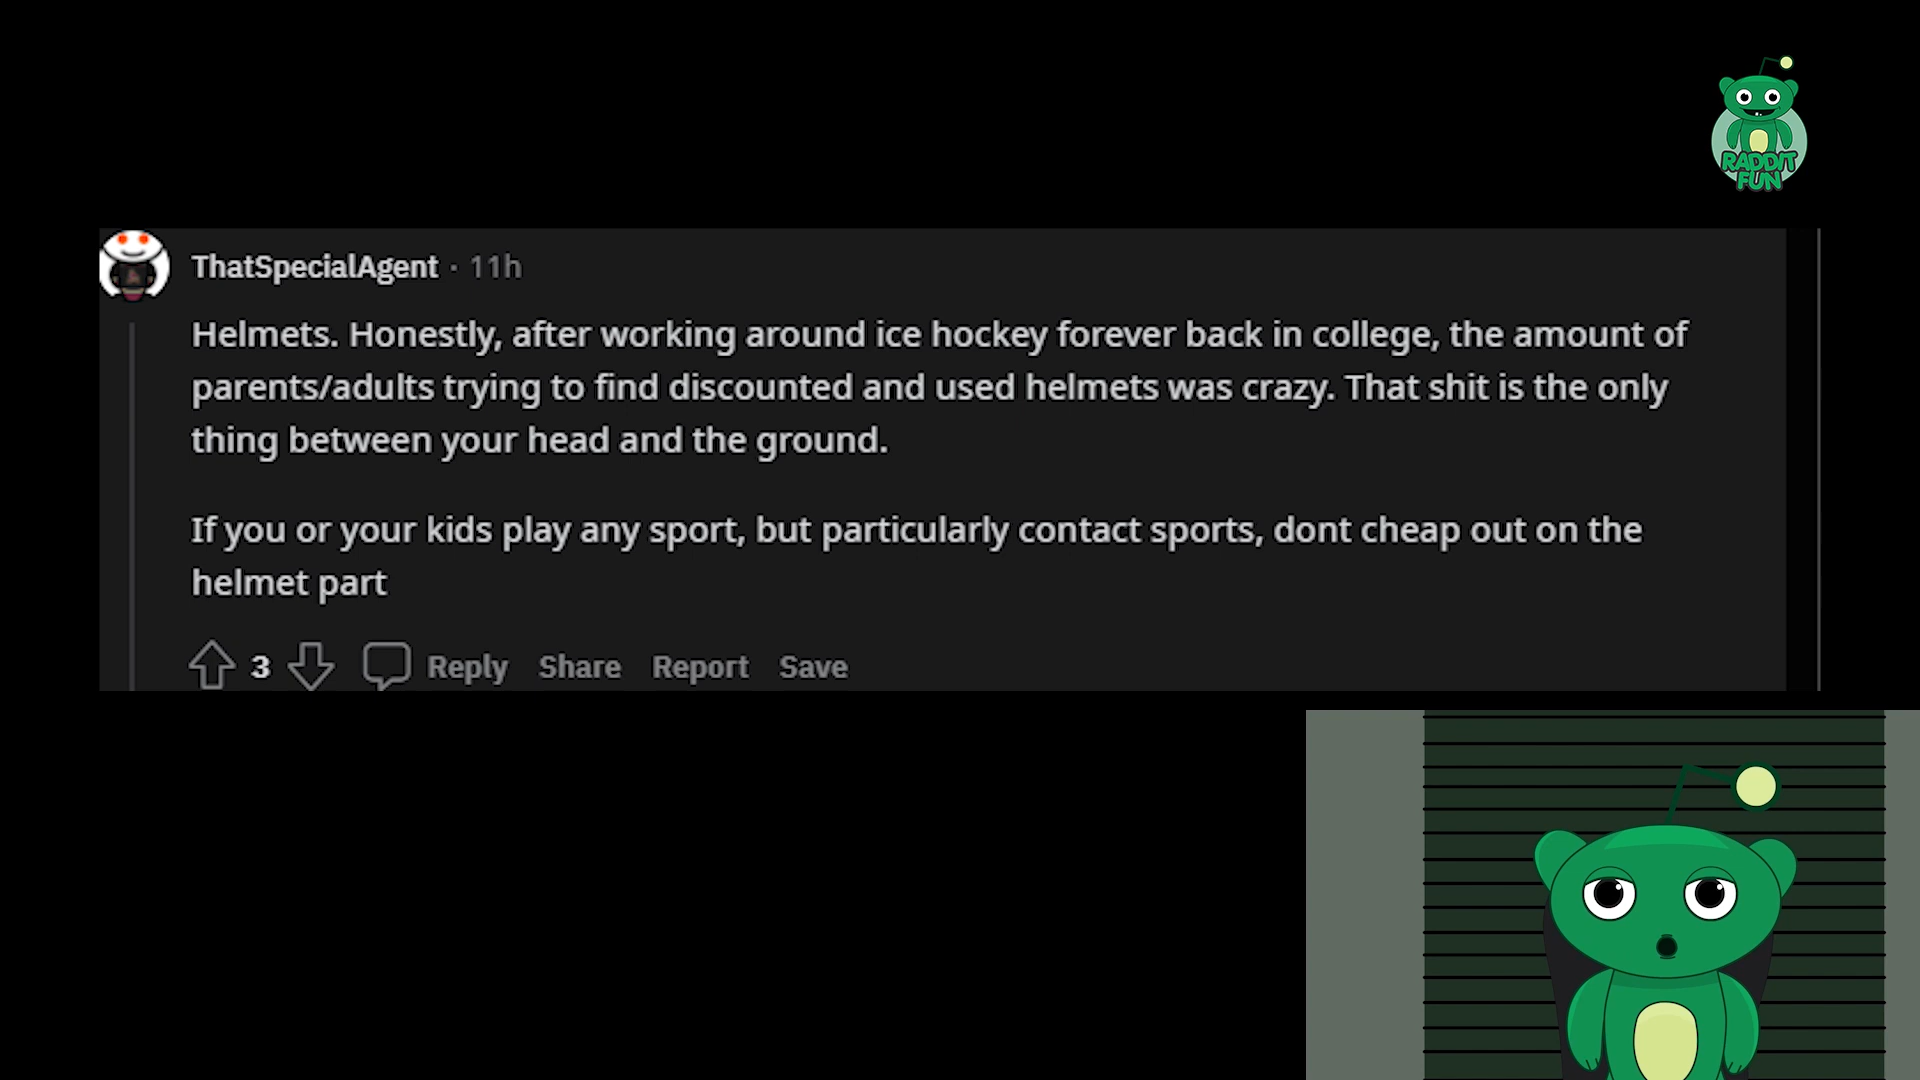 RADDIT
FUN
ThatSpecialAgent · 11h
Helmets. Honestly, after working around ice hockey forever back in college, the amount of
parents/adults trying to find discounted and used helmets was crazy. That shit is the only
thing between your head and the ground.
If you or your kids play any sport, but particularly contact sports, dont cheap out on the
helmet part
3 Reply Share Report Save